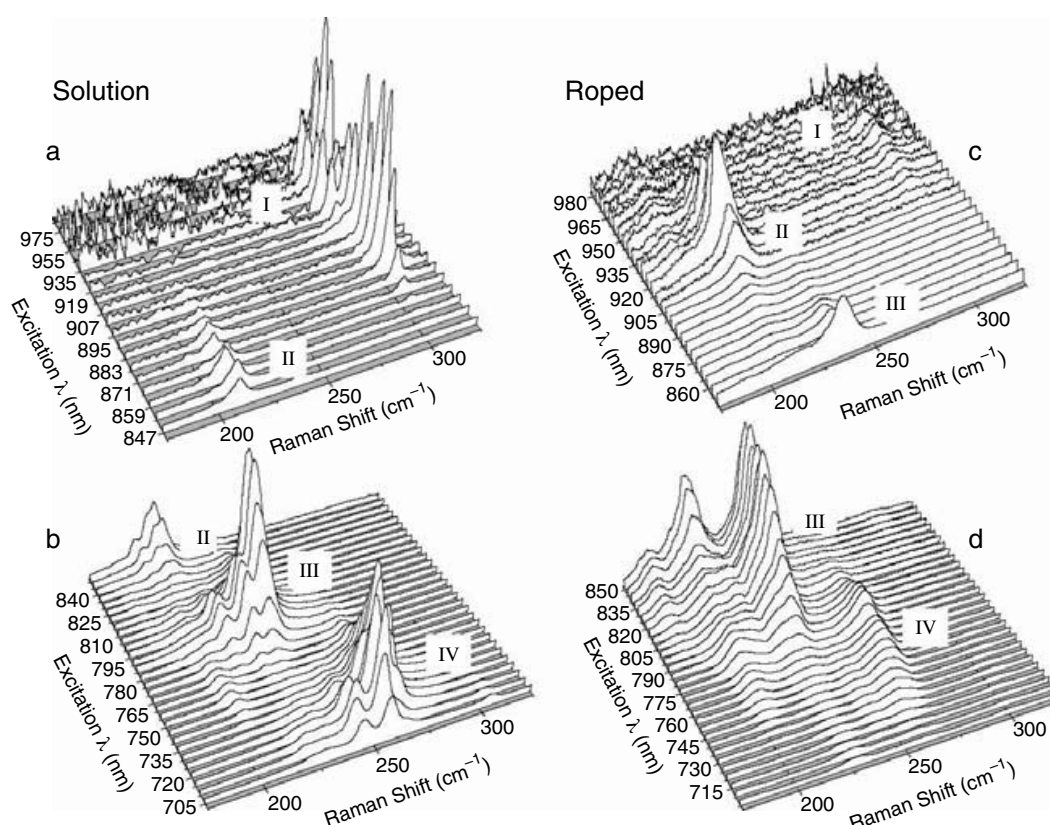 Solution
a
I
II
975
955
935
919
907
895
883
871
859
847
Excitation λ (nm)
200
250
300
Raman Shift (cm⁻¹)
Roped
c
I
II
III
980
965
950
935
920
905
890
875
860
Excitation λ (nm)
200
250
300
Raman Shift (cm⁻¹)
b
II
III
IV
840
825
810
795
780
765
750
735
720
705
Excitation λ (nm)
200
250
300
Raman Shift (cm⁻¹)
d
III
IV
850
835
820
805
790
775
760
745
730
715
Excitation λ (nm)
200
250
300
Raman Shift (cm⁻¹)